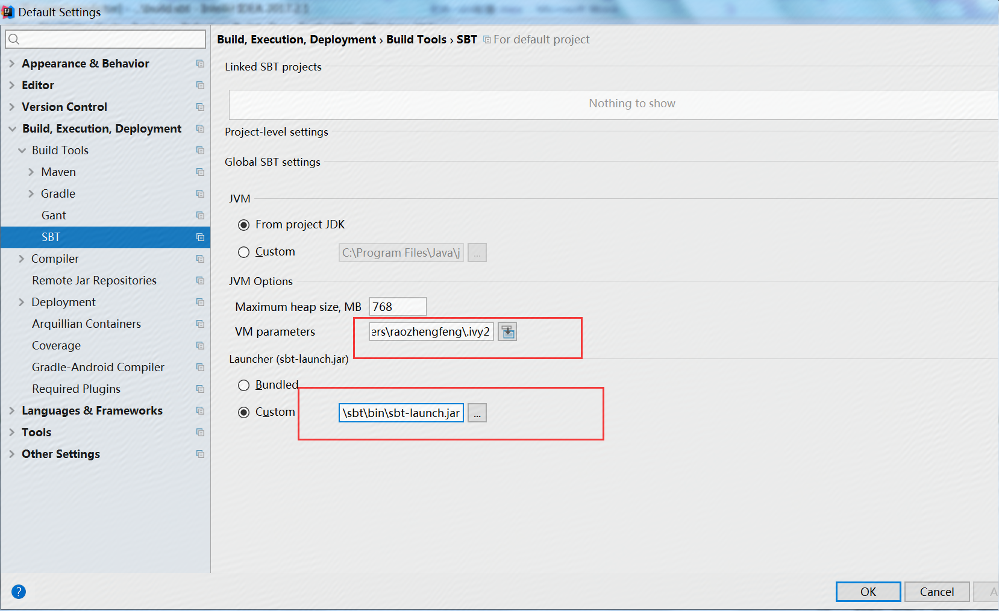 Default Settings
Build, Execution, Deployment › Build Tools › SBT For default project
Appearance & Behavior
Editor
Version Control
Build, Execution, Deployment
Build Tools
Maven
Gradle
Gant
SBT
Compiler
Remote Jar Repositories
Deployment
Arquillian Containers
Coverage
Gradle-Android Compiler
Required Plugins
Languages & Frameworks
Tools
Other Settings
Linked SBT projects
Nothing to show
Project-level settings
Global SBT settings
JVM
From project JDK
Custom C:\Program Files\Java\j ...
JVM Options
Maximum heap size, MB 768
VM parameters ers\raozhengfeng\.ivy2
Launcher (sbt-launch.jar)
Bundled
Custom \sbt\bin\sbt-launch.jar ...
? OK Cancel A